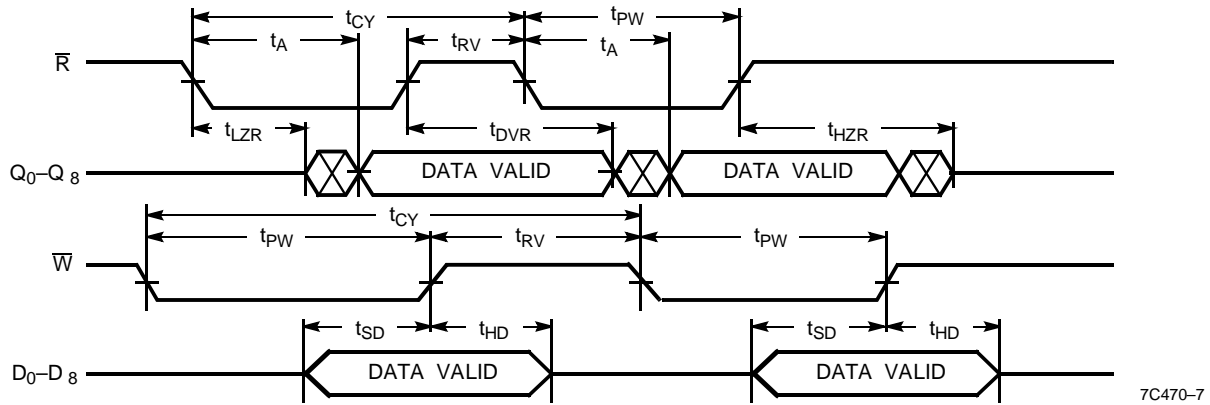 tCY tPW
tA tRV tA
R̅
tLZR tDVR tHZR
Q0–Q8 DATA VALID DATA VALID
tCY
tPW tRV tPW
W̅
tSD tHD tSD tHD
D0–D8 DATA VALID DATA VALID
7C470–7